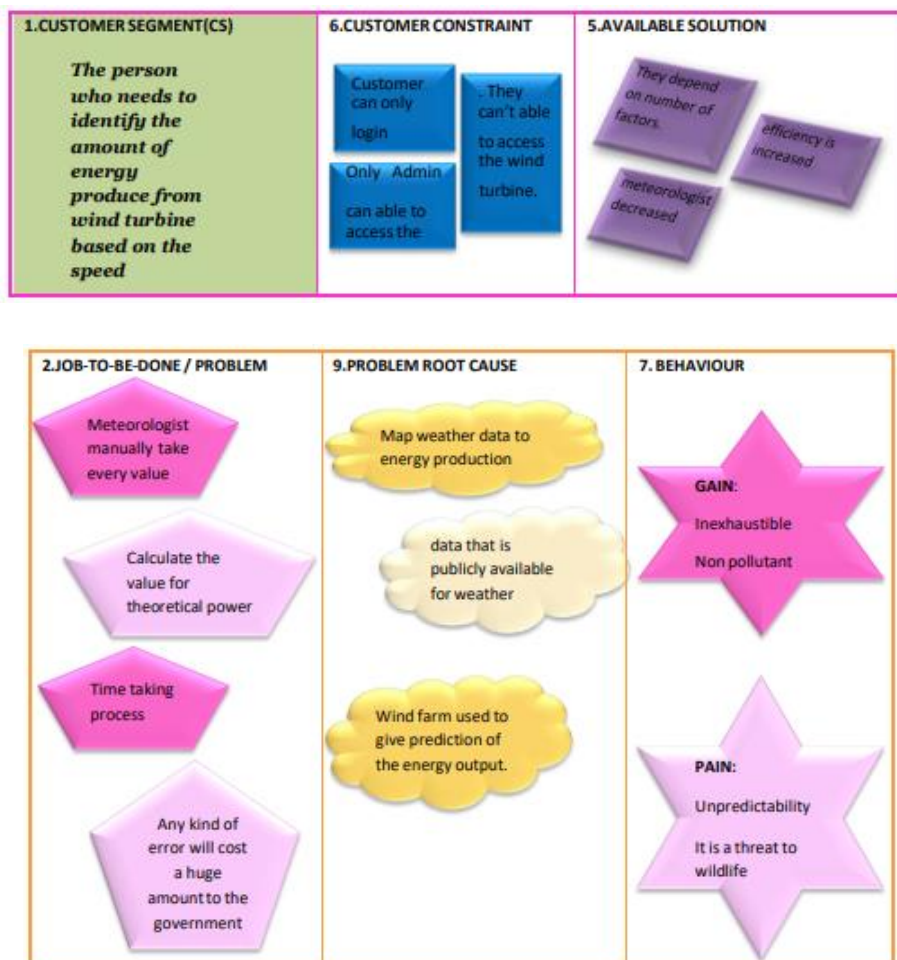 1.CUSTOMER SEGMENT(CS)
The person
who needs to
identify the
amount of
energy
produce from
wind turbine
based on the
speed
6.CUSTOMER CONSTRAINT
Customer
can only
login
Only Admin
can able to
access the
. They
can't able
to access
the wind
turbine.
5.AVAILABLE SOLUTION
They depend
on number of
factors.
efficiency is
increased
meteorologist
decreased
2.JOB-TO-BE-DONE / PROBLEM
Meteorologist
manually take
every value
Calculate the
value for
theoretical power
Time taking
process
Any kind of
error will cost
a huge
amount to the
government
9.PROBLEM ROOT CAUSE
Map weather data to
energy production
data that is
publicly available
for weather
Wind farm used to
give prediction of
the energy output.
7. BEHAVIOUR
GAIN:
Inexhaustible
Non pollutant
PAIN:
Unpredictability
It is a threat to
wildlife